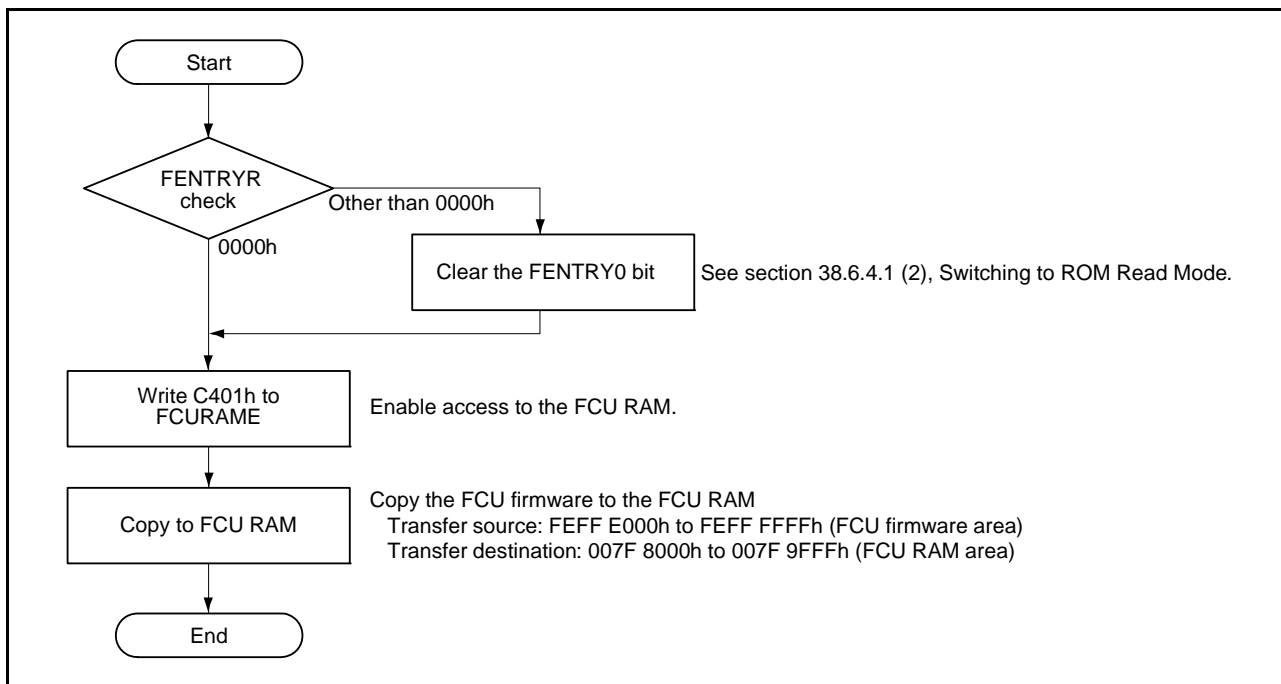 Start
FENTRYR
check
Other than 0000h
0000h
Clear the FENTRY0 bit
See section 38.6.4.1 (2), Switching to ROM Read Mode.
Write C401h to
FCURAME
Enable access to the FCU RAM.
Copy to FCU RAM
Copy the FCU firmware to the FCU RAM
Transfer source: FEFF E000h to FEFF FFFFh (FCU firmware area)
Transfer destination: 007F 8000h to 007F 9FFFh (FCU RAM area)
End